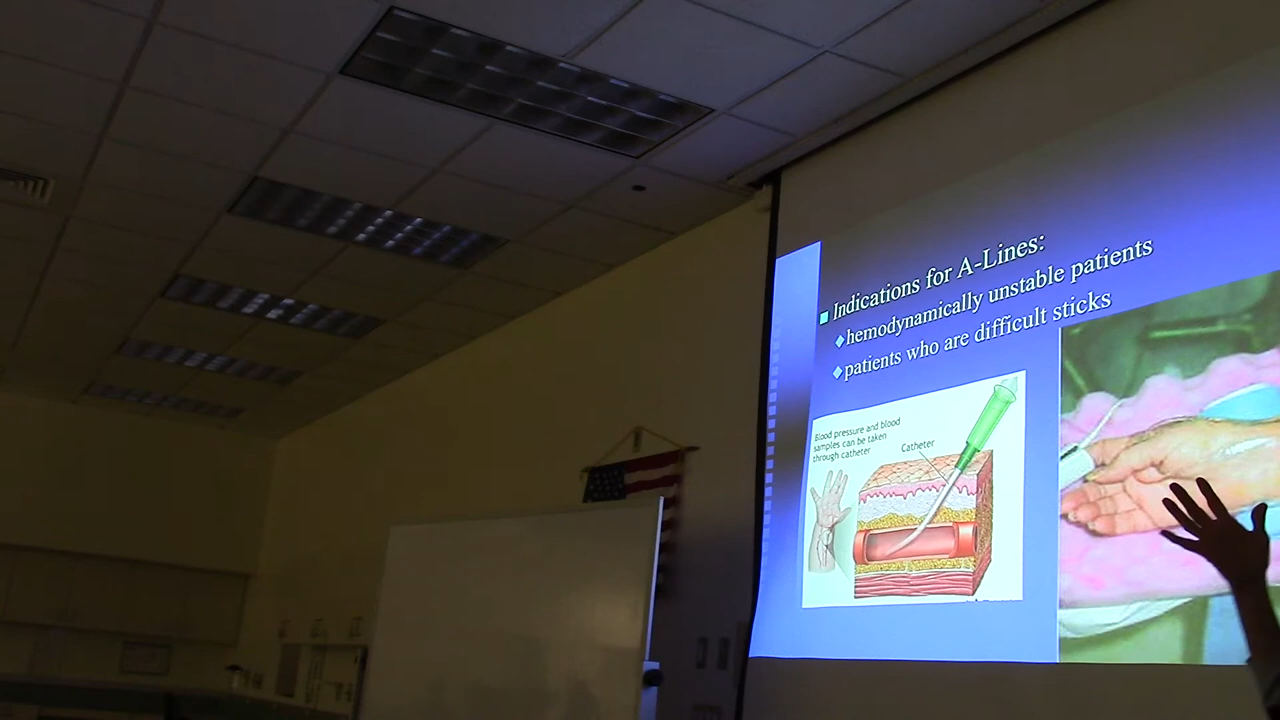 Indications for A-Lines:
hemodynamically unstable patients
patients who are difficult sticks
Blood pressure and blood
samples can be taken
through catheter
Catheter